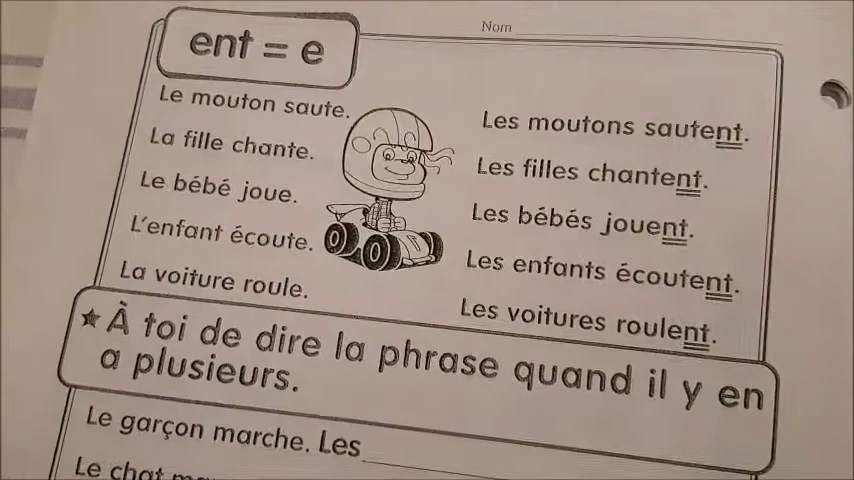 Nom
ent = e
Le mouton saute.
La fille chante.
Le bébé joue.
L'enfant écoute.
La voiture roule.
Les moutons sautent.
Les filles chantent.
Les bébés jouent.
Les enfants écoutent.
Les voitures roulent.
★ À toi de dire la phrase quand il y en
a plusieurs.
Le garçon marche. Les
Le chat